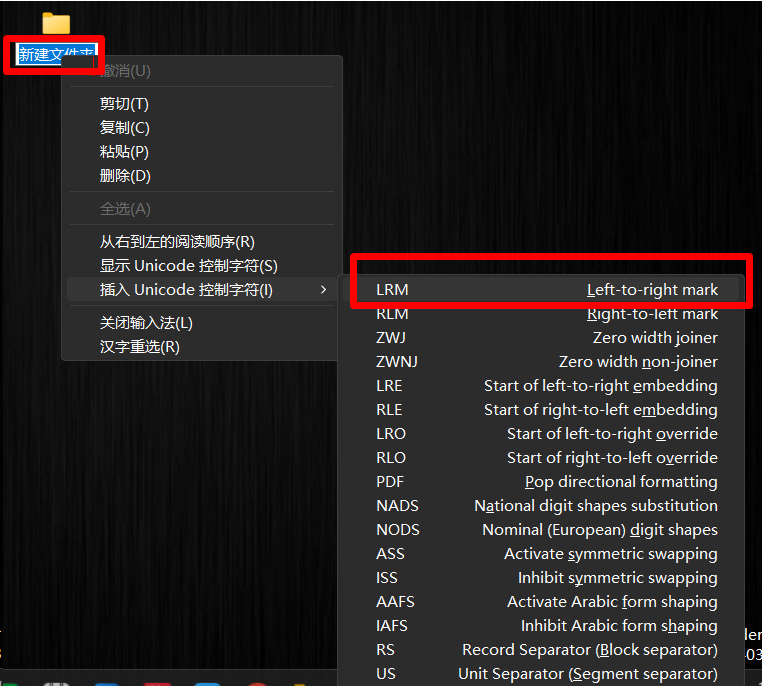 新建文件夹
撤消(U)
剪切(T)
复制(C)
粘贴(P)
删除(D)
全选(A)
从右到左的阅读顺序(R)
显示 Unicode 控制字符(S)
插入 Unicode 控制字符(I)
关闭输入法(L)
汉字重选(R)
LRM Left-to-right mark
RLM Right-to-left mark
ZWJ Zero width joiner
ZWNJ Zero width non-joiner
LRE Start of left-to-right embedding
RLE Start of right-to-left embedding
LRO Start of left-to-right override
RLO Start of right-to-left override
PDF Pop directional formatting
NADS National digit shapes substitution
NODS Nominal (European) digit shapes
ASS Activate symmetric swapping
ISS Inhibit symmetric swapping
AAFS Activate Arabic form shaping
IAFS Inhibit Arabic form shaping
RS Record Separator (Block separator)
US Unit Separator (Segment separator)